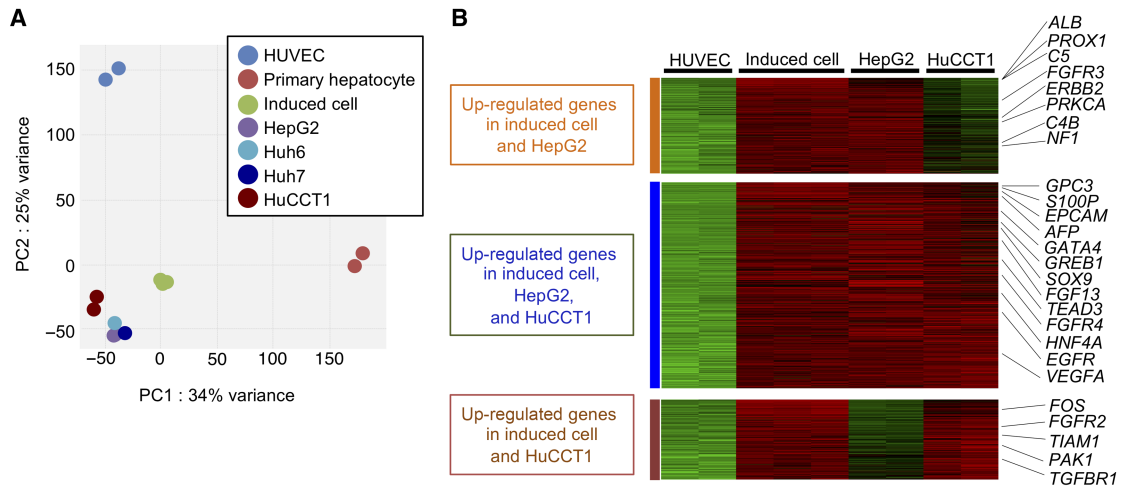 A
PC2 : 25% variance
150
100
50
0
−50
−50
0
50
100
150
PC1 : 34% variance
HUVEC
Primary hepatocyte
Induced cell
HepG2
Huh6
Huh7
HuCCT1
B
HUVEC
Induced cell
HepG2
HuCCT1
Up-regulated genes
in induced cell
and HepG2
ALB
PROX1
C5
FGFR3
ERBB2
PRKCA
C4B
NF1
Up-regulated genes
in induced cell,
HepG2,
and HuCCT1
GPC3
S100P
EPCAM
AFP
GATA4
GREB1
SOX9
FGF13
TEAD3
FGFR4
HNF4A
EGFR
VEGFA
Up-regulated genes
in induced cell
and HuCCT1
FOS
FGFR2
TIAM1
PAK1
TGFBR1